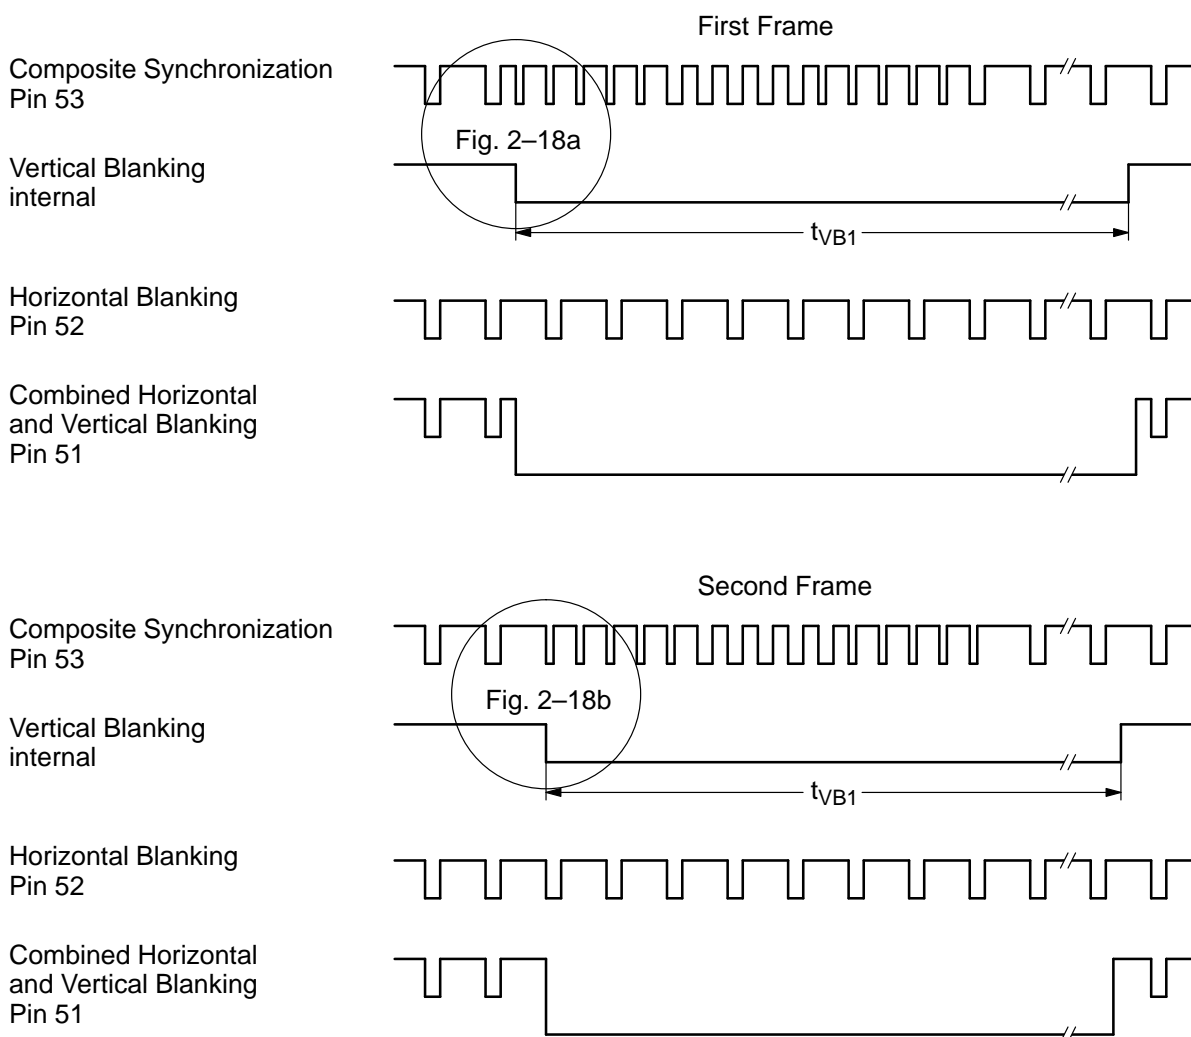 First Frame
Composite Synchronization
Pin 53
Fig. 2–18a
Vertical Blanking
internal
tVB1
Horizontal Blanking
Pin 52
Combined Horizontal
and Vertical Blanking
Pin 51
Second Frame
Composite Synchronization
Pin 53
Fig. 2–18b
Vertical Blanking
internal
tVB1
Horizontal Blanking
Pin 52
Combined Horizontal
and Vertical Blanking
Pin 51